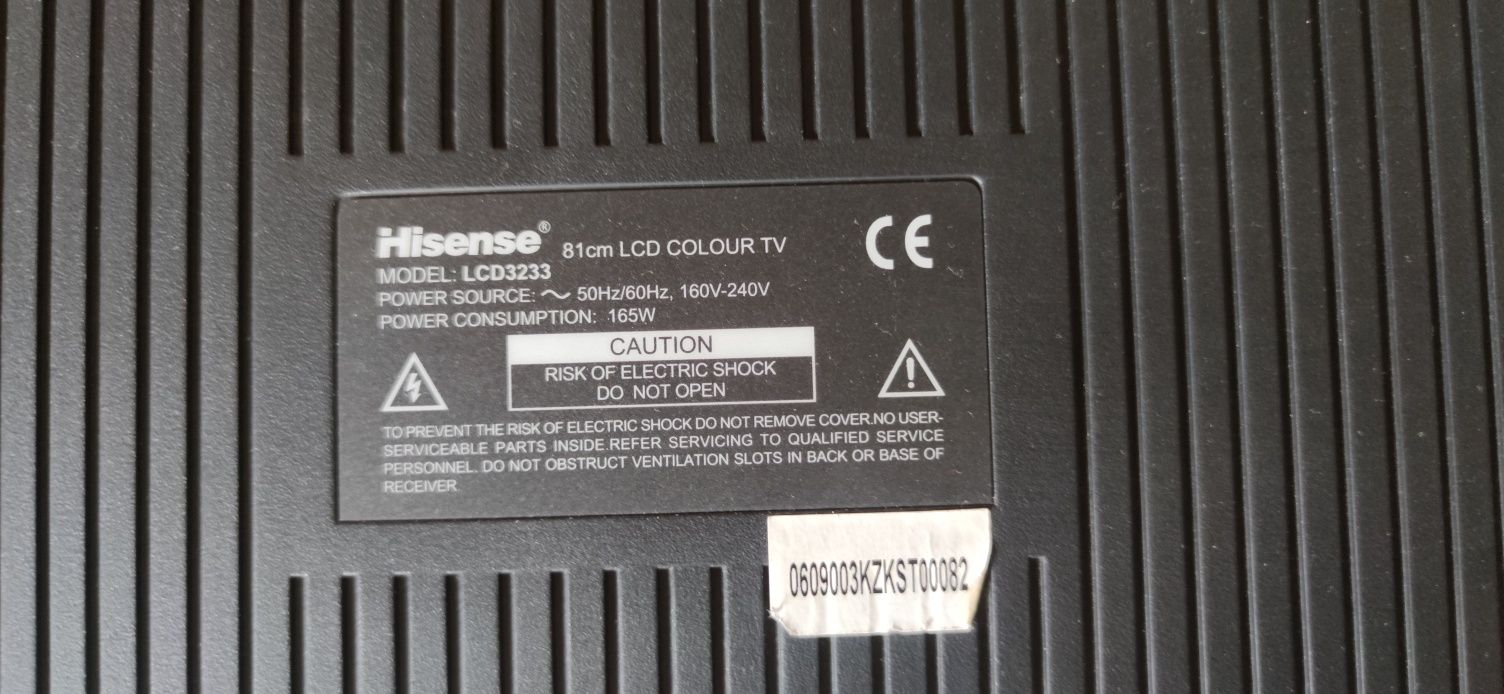 Hisense® 81cm LCD COLOUR TV
MODEL: LCD3233
POWER SOURCE: ～ 50Hz/60Hz, 160V-240V
POWER CONSUMPTION: 165W
CE
CAUTION
RISK OF ELECTRIC SHOCK
DO NOT OPEN
TO PREVENT THE RISK OF ELECTRIC SHOCK DO NOT REMOVE COVER.NO USER-
SERVICEABLE PARTS INSIDE.REFER SERVICING TO QUALIFIED SERVICE
PERSONNEL. DO NOT OBSTRUCT VENTILATION SLOTS IN BACK OR BASE OF
RECEIVER.
0609003KZKST00082